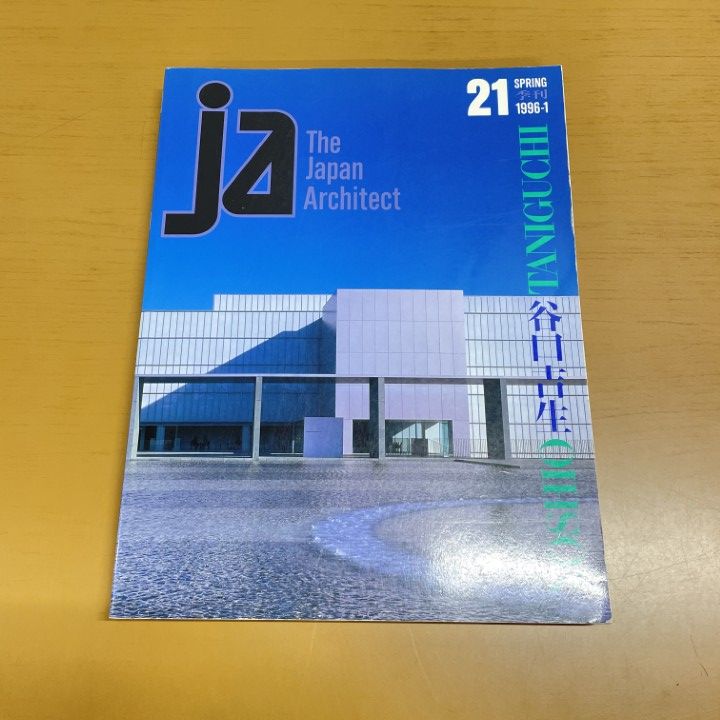 ja
The
Japan
Architect
21
SPRING
季刊
1996-1
TANIGUCHI
谷口吉生